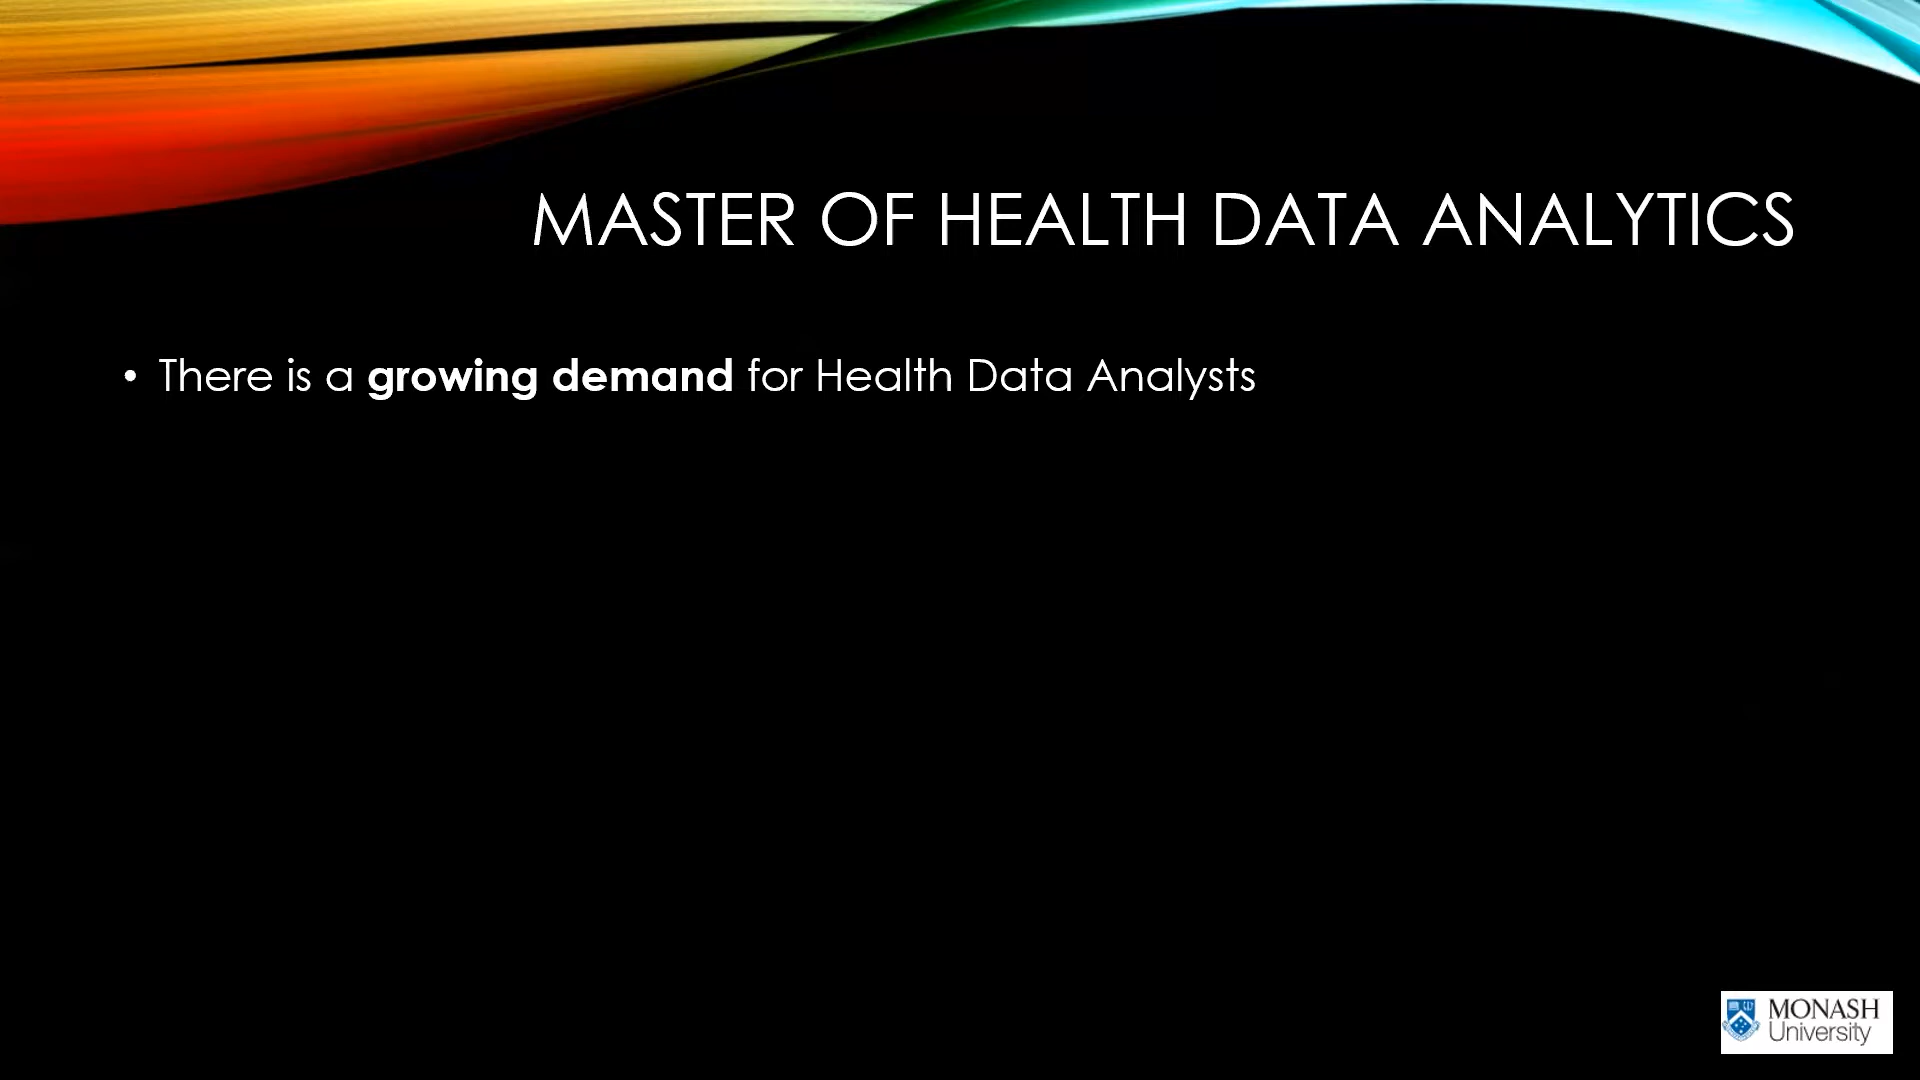 MASTER OF HEALTH DATA ANALYTICS
• There is a growing demand for Health Data Analysts
MONASH
University